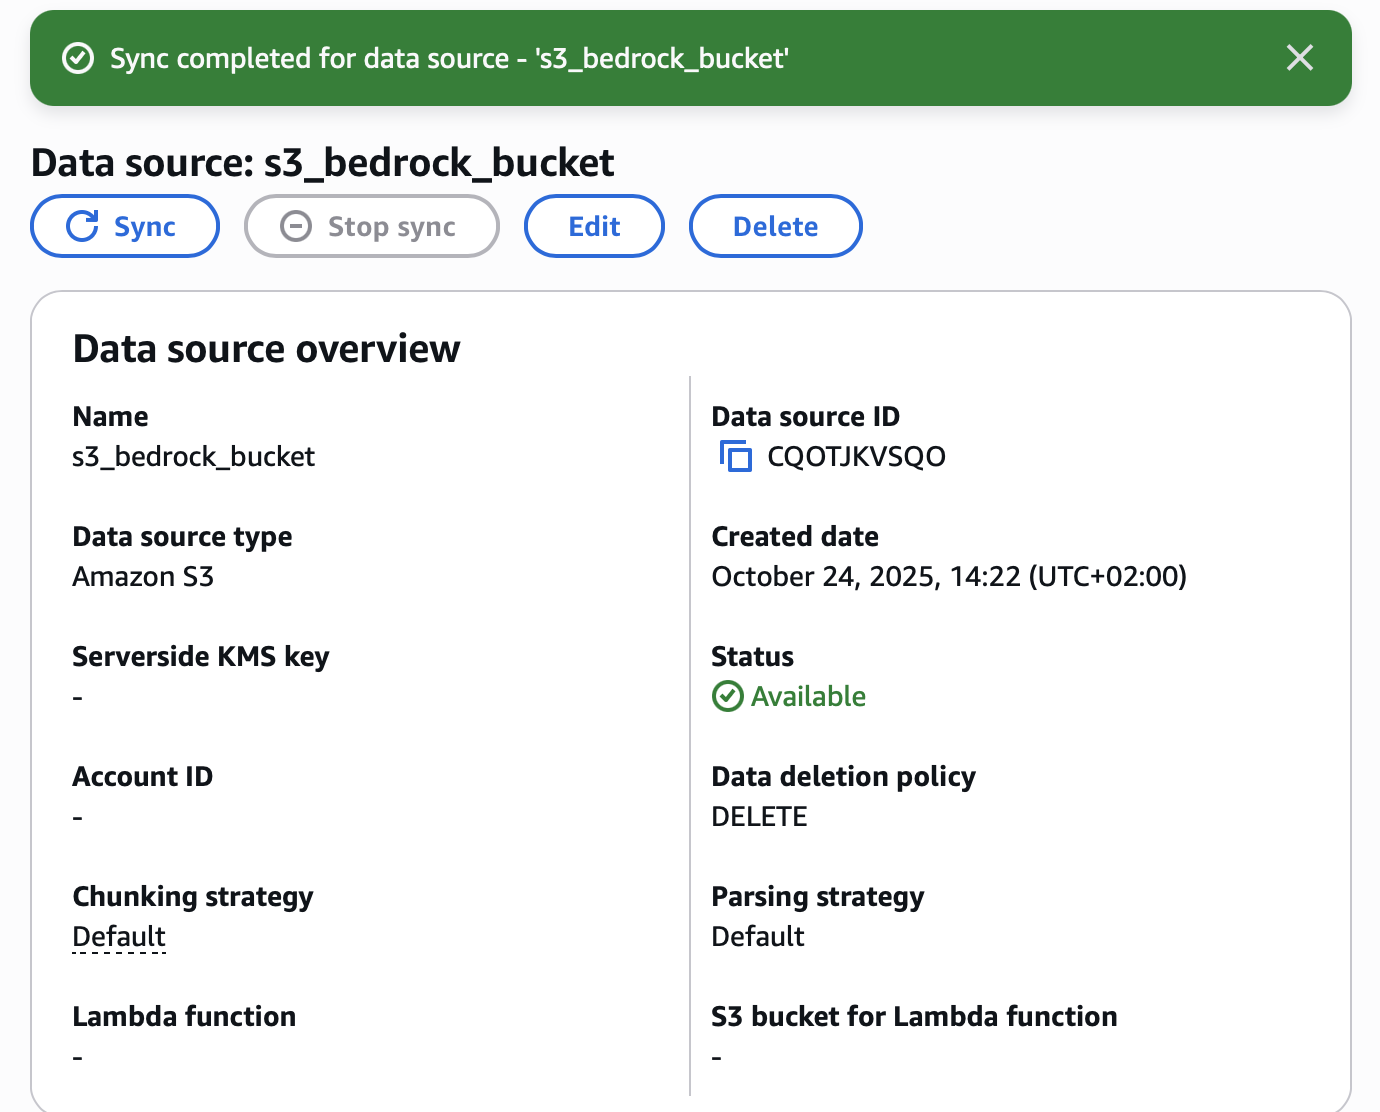 Sync completed for data source - 's3_bedrock_bucket'
Data source: s3_bedrock_bucket
Sync
Stop sync
Edit
Delete
Data source overview
Name
s3_bedrock_bucket
Data source ID
CQOTJKVSQO
Data source type
Amazon S3
Created date
October 24, 2025, 14:22 (UTC+02:00)
Serverside KMS key
-
Status
Available
Account ID
-
Data deletion policy
DELETE
Chunking strategy
Default
Parsing strategy
Default
Lambda function
-
S3 bucket for Lambda function
-